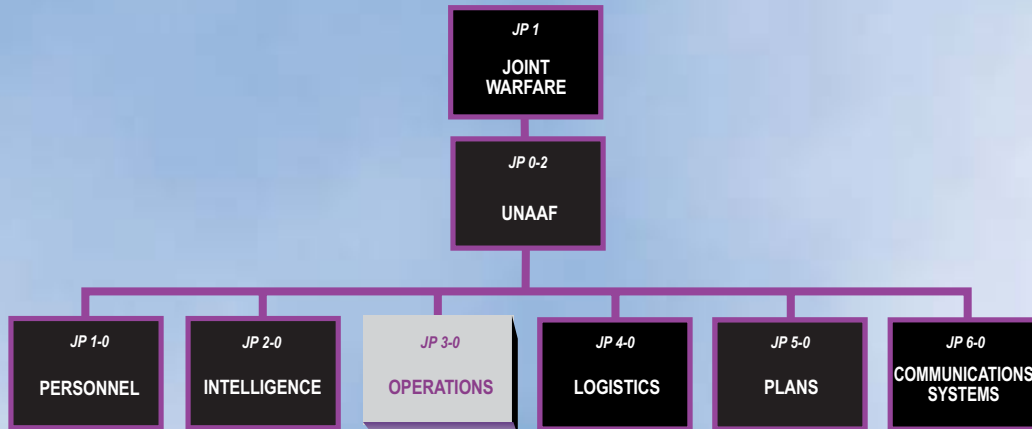 JP 1
JOINT
WARFARE
JP 0-2
UNAAF
JP 1-0
PERSONNEL
JP 2-0
INTELLIGENCE
JP 3-0
OPERATIONS
JP 4-0
LOGISTICS
JP 5-0
PLANS
JP 6-0
COMMUNICATIONS
SYSTEMS